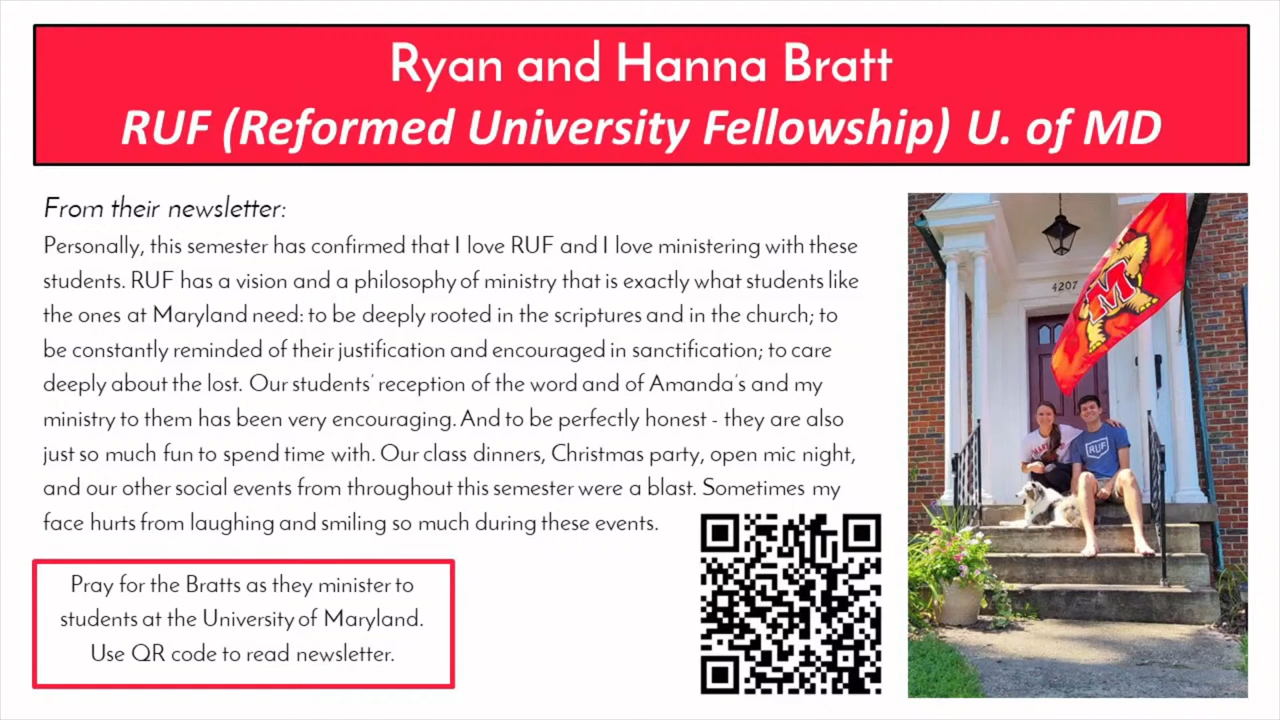 Ryan and Hanna Bratt
RUF (Reformed University Fellowship) U. of MD
From their newsletter:
Personally, this semester has confirmed that I love RUF and I love ministering with these
students. RUF has a vision and a philosophy of ministry that is exactly what students like
the ones at Maryland need: to be deeply rooted in the scriptures and in the church; to
be constantly reminded of their justification and encouraged in sanctification; to care
deeply about the lost. Our students' reception of the word and of Amanda's and my
ministry to them has been very encouraging. And to be perfectly honest - they are also
just so much fun to spend time with. Our class dinners, Christmas party, open mic night,
and our other social events from throughout this semester were a blast. Sometimes my
face hurts from laughing and smiling so much during these events.
Pray for the Bratts as they minister to
students at the University of Maryland.
Use QR code to read newsletter.
4207
M
RUF